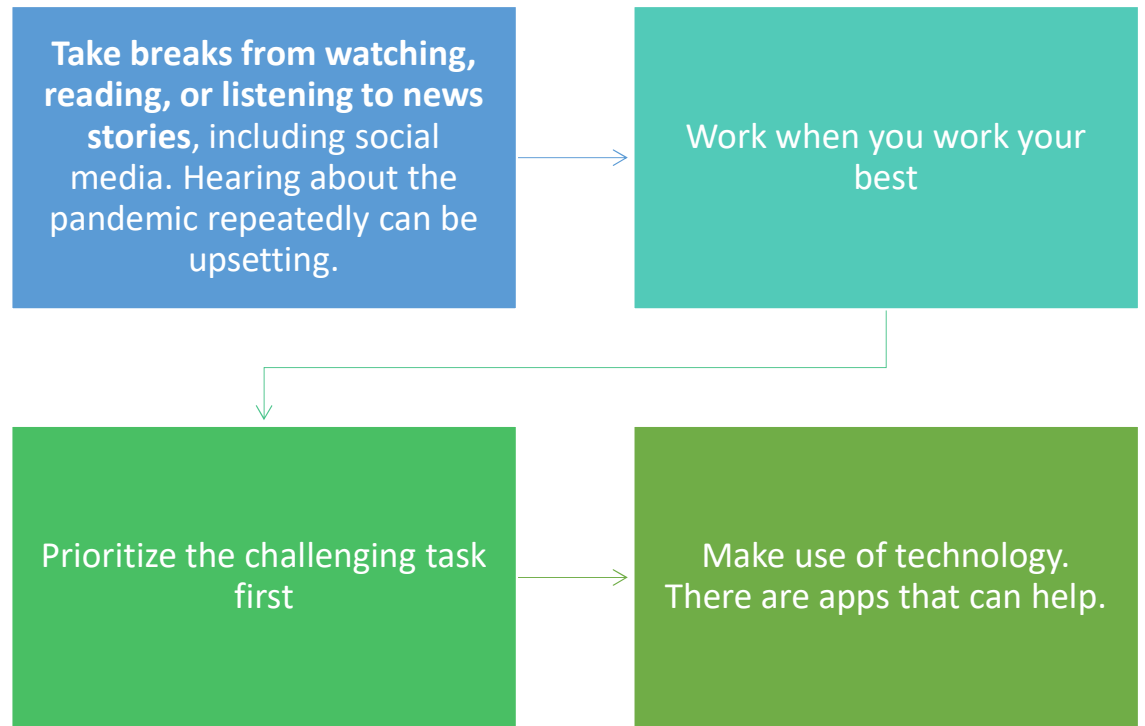 Take breaks from watching,
reading, or listening to news
stories, including social
media. Hearing about the
pandemic repeatedly can be
upsetting.
Work when you work your
best
Prioritize the challenging task
first
Make use of technology.
There are apps that can help.